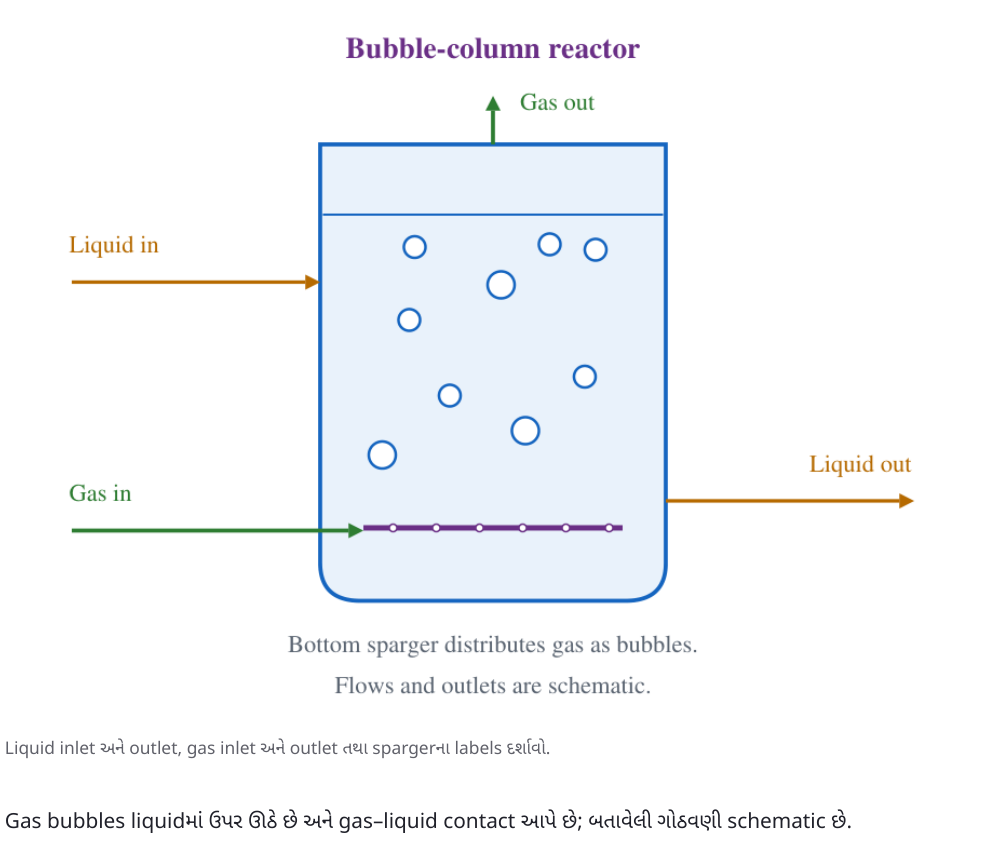 Bubble-column reactor
Gas out
Liquid in
Liquid out
Gas in
Bottom sparger distributes gas as bubbles.
Flows and outlets are schematic.
Liquid inlet અને outlet, gas inlet અને outlet તથા spargerના labels દર્શાવો.
Gas bubbles liquidમાં ઉપર ઊઠે છે અને gas–liquid contact આપે છે; બતાવેલી ગોઠવણી schematic છે.